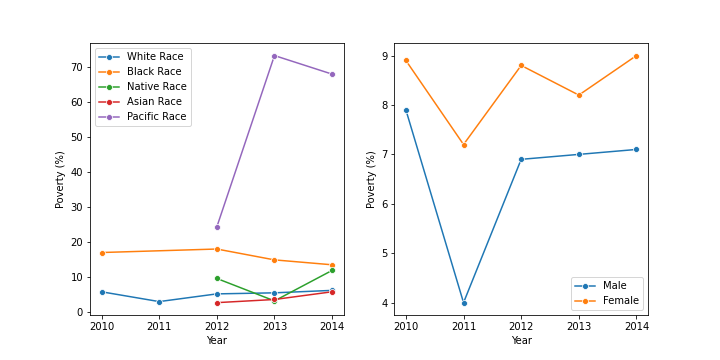 White Race
Black Race
Native Race
Asian Race
Pacific Race
Poverty (%)
70
60
50
40
30
20
10
0
2010 2011 2012 2013 2014
Year
Poverty (%)
9
8
7
6
5
4
Male
Female
2010 2011 2012 2013 2014
Year